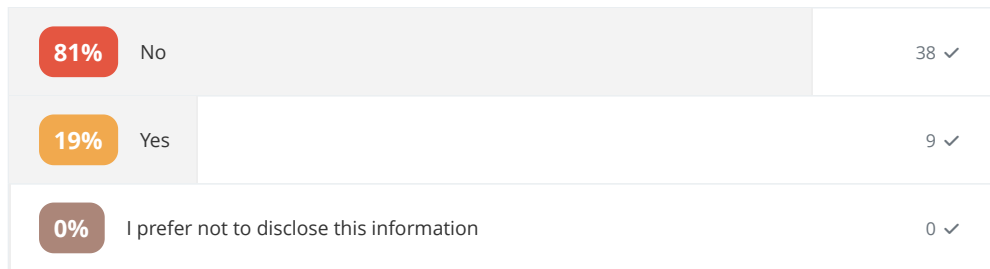 81% No 38
19% Yes 9
0% I prefer not to disclose this information 0